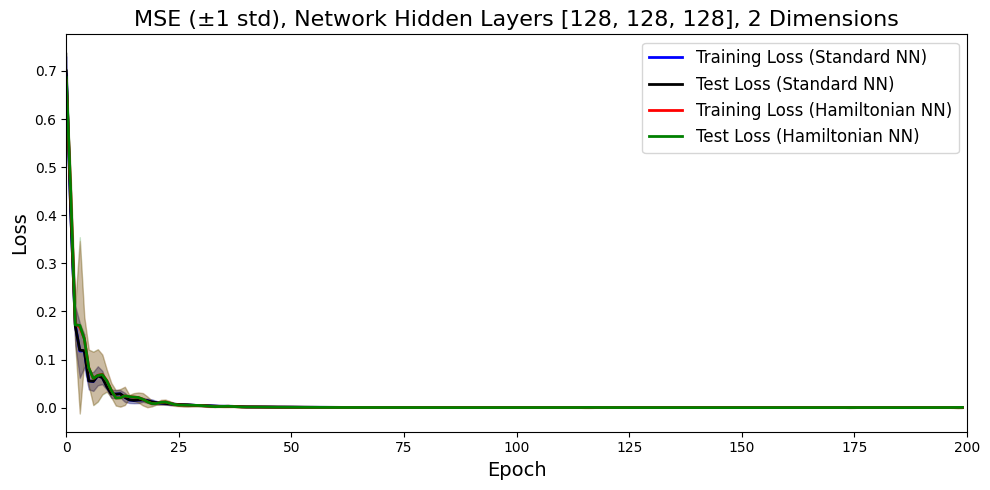 MSE (±1 std), Network Hidden Layers [128, 128, 128], 2 Dimensions
Loss
0.7
0.6
0.5
0.4
0.3
0.2
0.1
0.0
Training Loss (Standard NN)
Test Loss (Standard NN)
Training Loss (Hamiltonian NN)
Test Loss (Hamiltonian NN)
0 25 50 75 100 125 150 175 200
Epoch